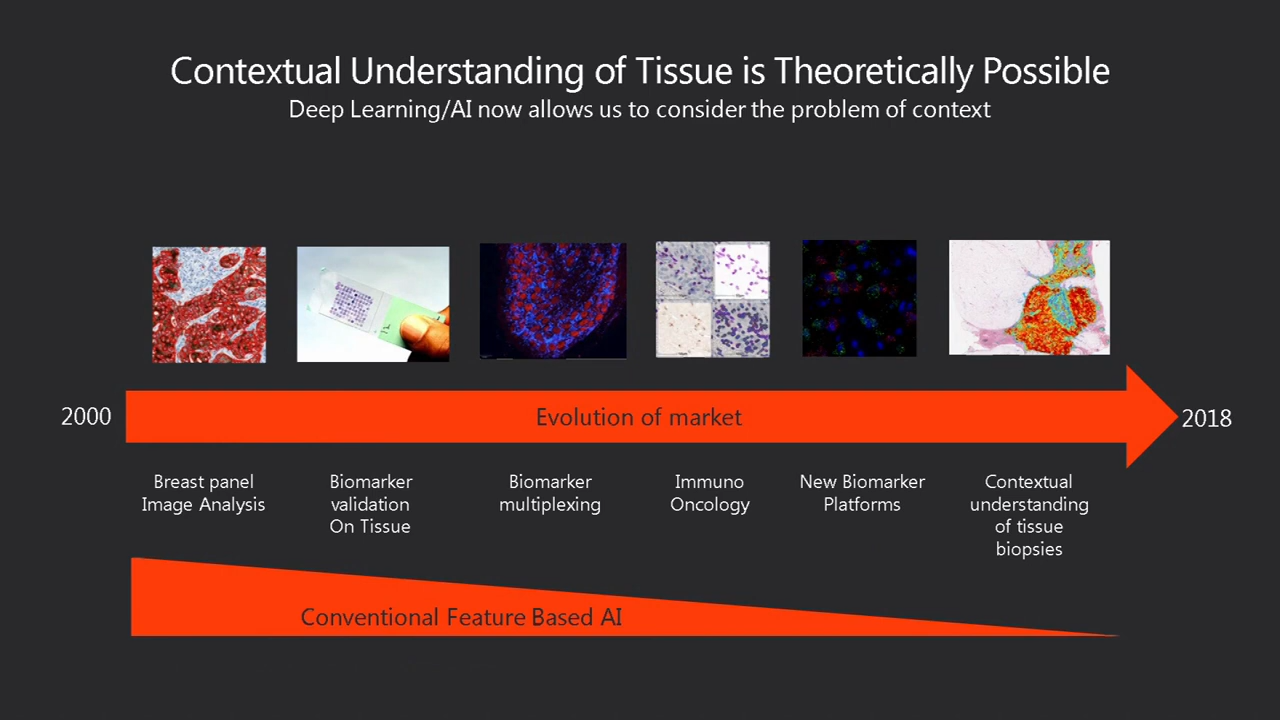 Contextual Understanding of Tissue is Theoretically Possible
Deep Learning/AI now allows us to consider the problem of context
2000
Evolution of market
2018
Breast panel
Image Analysis
Biomarker
validation
On Tissue
Biomarker
multiplexing
Immuno
Oncology
New Biomarker
Platforms
Contextual
understanding
of tissue
biopsies
Conventional Feature Based AI